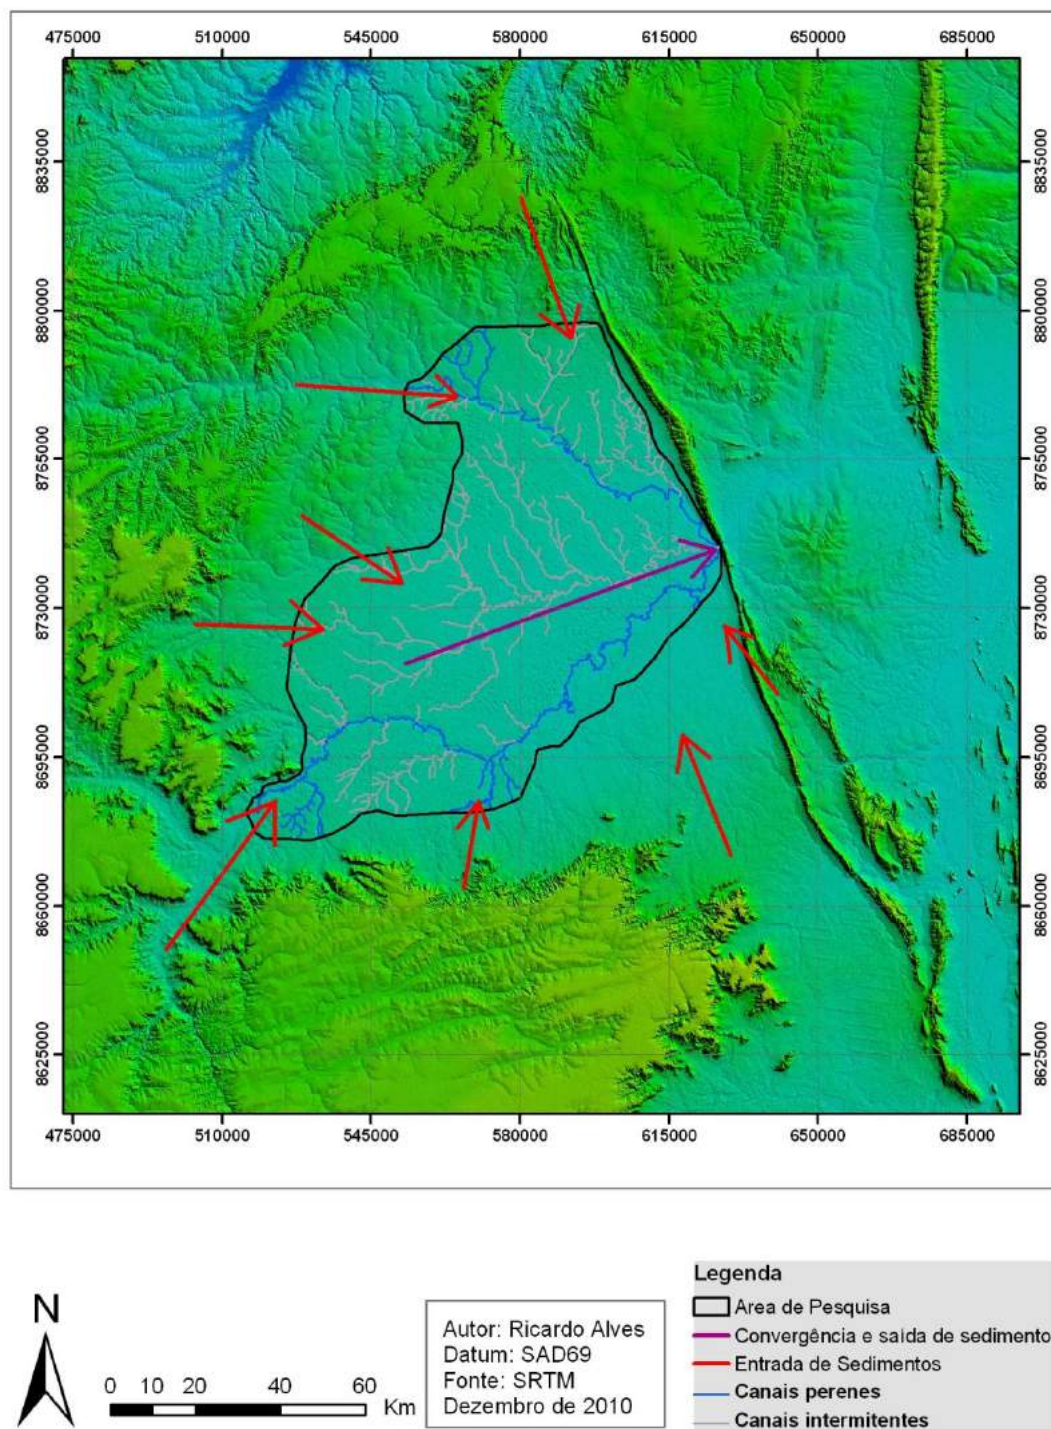 475000 510000 545000 580000 615000 650000 685000
8835000 8835000
8800000 8800000
8765000 8765000
8730000 8730000
8695000 8695000
8660000 8660000
8625000 8625000
475000 510000 545000 580000 615000 650000 685000
N
0 10 20 40 60 Km
Autor: Ricardo Alves
Datum: SAD69
Fonte: SRTM
Dezembro de 2010
Legenda
Area de Pesquisa
Convergência e saída de sedimento
Entrada de Sedimentos
Canais perenes
Canais intermitentes